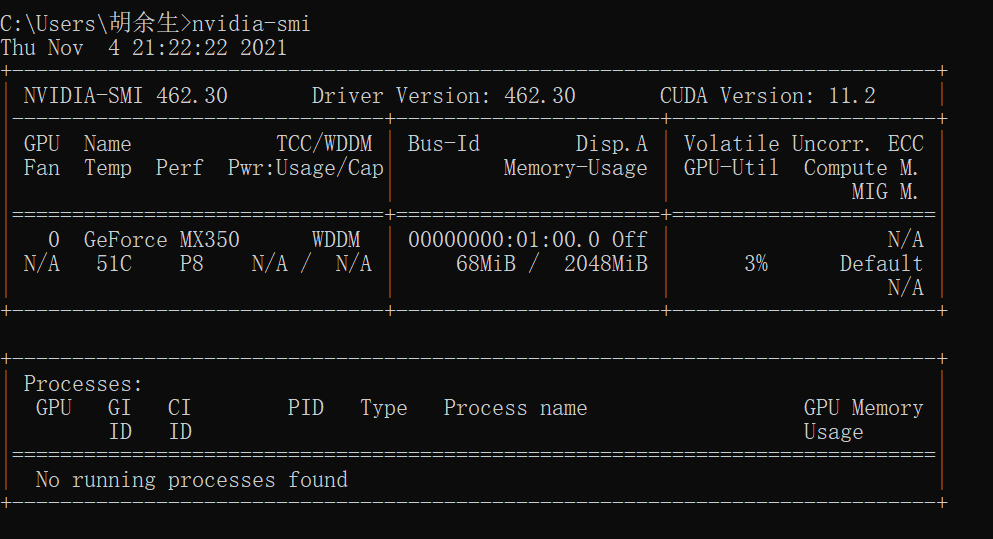 C:\Users\胡余生>nvidia-smi
Thu Nov  4 21:22:22 2021
+-----------------------------------------------------------------------------+
| NVIDIA-SMI 462.30       Driver Version: 462.30       CUDA Version: 11.2     |
|-------------------------------+----------------------+----------------------+
| GPU  Name            TCC/WDDM | Bus-Id        Disp.A | Volatile Uncorr. ECC |
| Fan  Temp  Perf  Pwr:Usage/Cap|         Memory-Usage | GPU-Util  Compute M. |
|                               |                      |               MIG M. |
|===============================+======================+======================|
|   0  GeForce MX350      WDDM  | 00000000:01:00.0 Off |                  N/A |
| N/A   51C    P8    N/A /  N/A |     68MiB /  2048MiB |      3%      Default |
|                               |                      |                  N/A |
+-------------------------------+----------------------+----------------------+
+-----------------------------------------------------------------------------+
| Processes:                                                                  |
|  GPU   GI   CI        PID   Type   Process name                  GPU Memory |
|        ID   ID                                                   Usage      |
|=============================================================================|
|  No running processes found                                                 |
+-----------------------------------------------------------------------------+